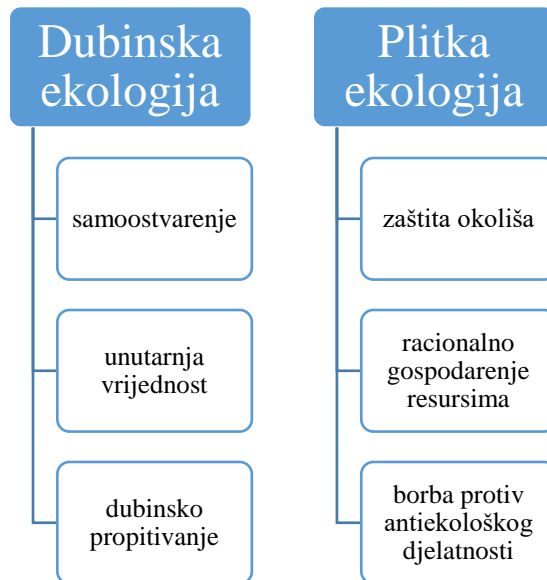 Dubinska
ekologija
samoostvarenje
unutarnja
vrijednost
dubinsko
propitivanje
Plitka
ekologija
zaštita okoliša
racionalno
gospodarenje
resursima
borba protiv
antiekološkog
djelatnosti